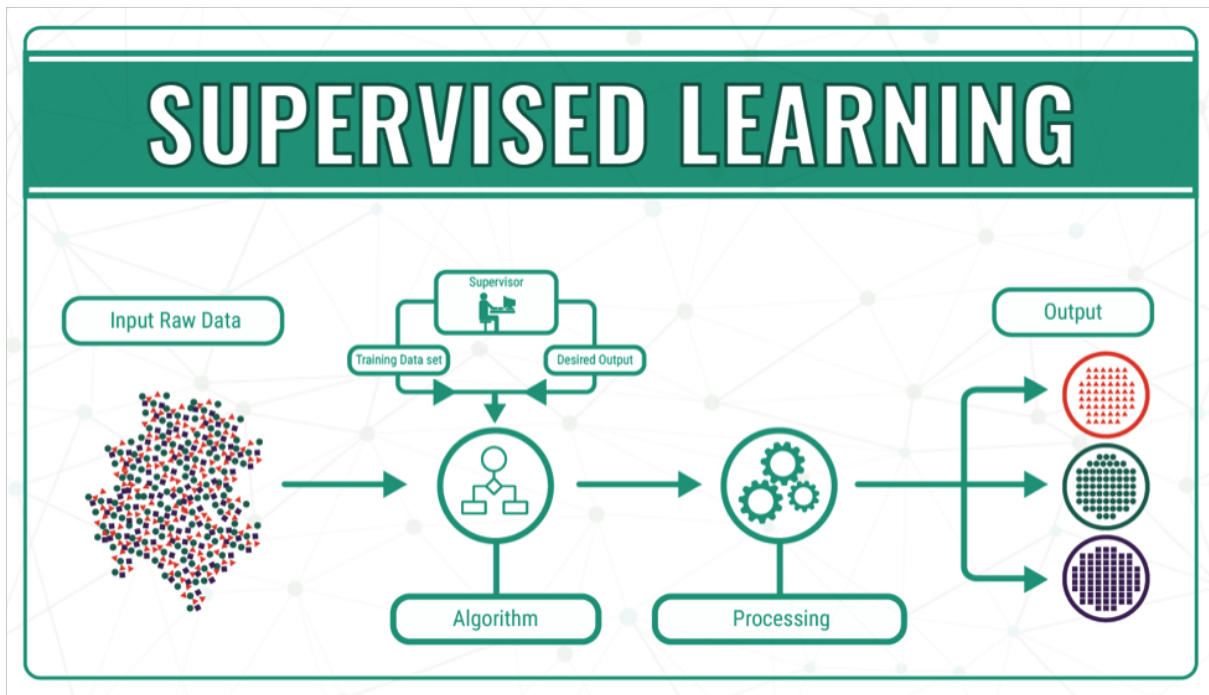 SUPERVISED LEARNING
Input Raw Data
Supervisor
Training Data set
Desired Output
Algorithm
Processing
Output